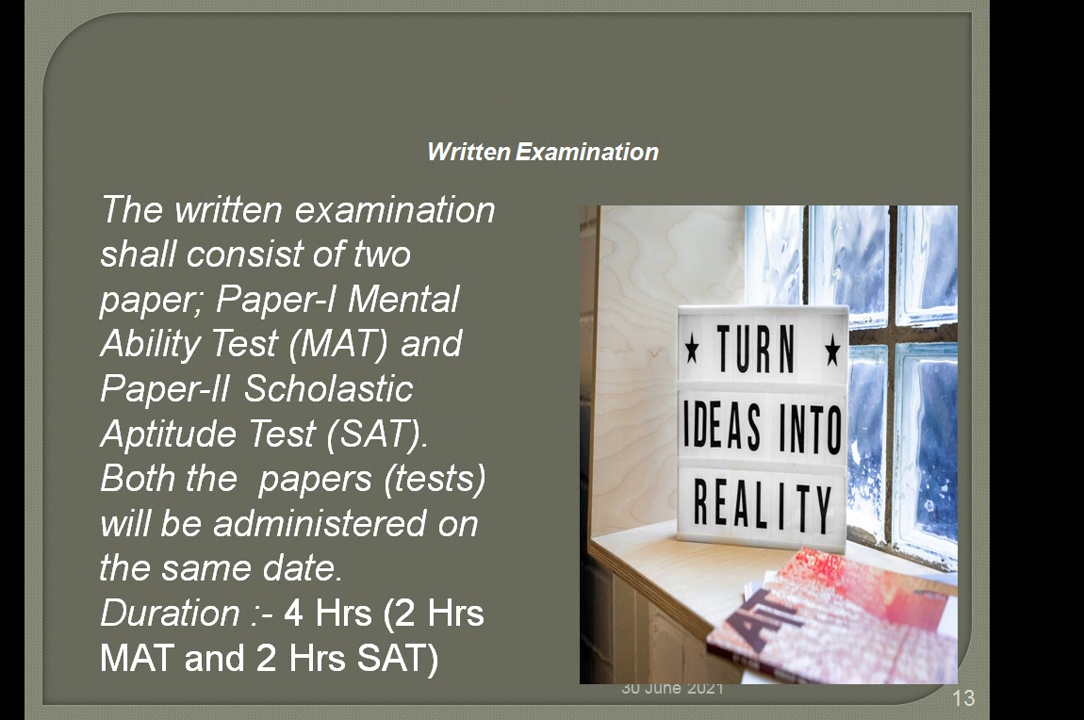 Written Examination
The written examination
shall consist of two
paper; Paper-I Mental
Ability Test (MAT) and
Paper-II Scholastic
Aptitude Test (SAT).
Both the  papers (tests)
will be administered on
the same date.
Duration :- 4 Hrs (2 Hrs
MAT and 2 Hrs SAT)
★ TURN ★
IDEAS INTO
REALITY
30 June 2021
13